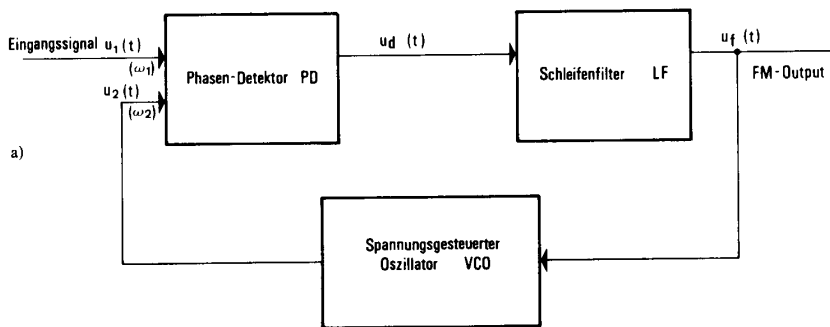 Eingangssignal u₁(t)
(ω₁)
u₂(t)
(ω₂)
a)
Phasen-Detektor PD
u_d (t)
Schleifenfilter LF
u_f (t)
FM-Output
Spannungsgesteuerter
Oszillator VCO